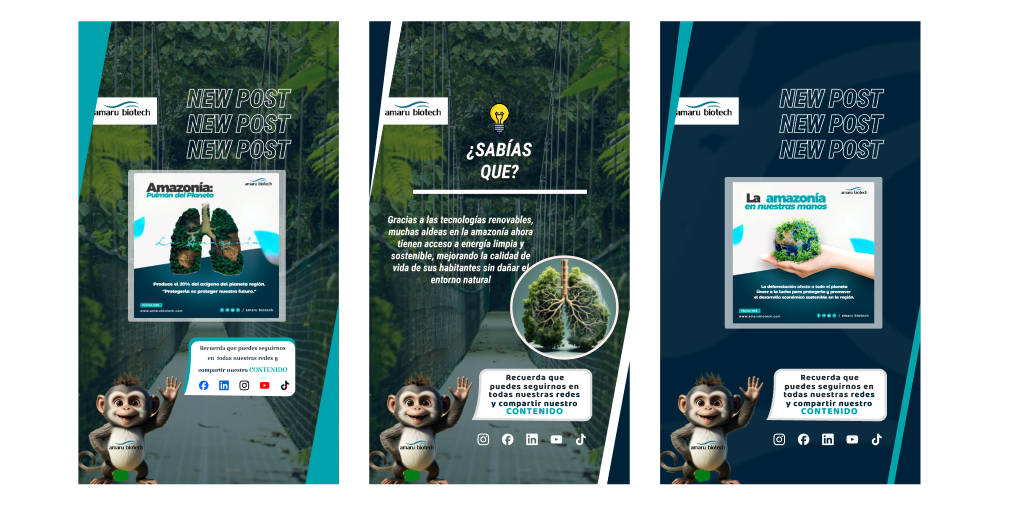 amaru biotech
NEW POST
NEW POST
NEW POST
Amazonía:
Pulmón del Planeta
amaru biotech
Produce el 20% del oxígeno del planeta región.
"Protegerla es proteger nuestro futuro."
www.amarubiotech.com
/ amaru biotech
Recuerda que puedes seguirnos
en todas nuestras redes y
compartir nuestro CONTENIDO
amaru biotech
amaru biotech
¿SABÍAS
QUE?
Gracias a las tecnologías renovables,
muchas aldeas en la amazonía ahora
tienen acceso a energía limpia y
sostenible, mejorando la calidad de
vida de sus habitantes sin dañar el
entorno natural
Recuerda que
puedes seguirnos en
todas nuestras redes
y compartir nuestro
CONTENIDO
amaru biotech
amaru biotech
NEW POST
NEW POST
NEW POST
La amazonía
en nuestras manos
amaru biotech
La deforestación afecta a todo el planeta
Únete a la lucha para protegerla y promover
el desarrollo económico sostenible en la región.
www.amarubiotech.com
/ amaru biotech
Recuerda que
puedes seguirnos en
todas nuestras redes
y compartir nuestro
CONTENIDO
amaru biotech